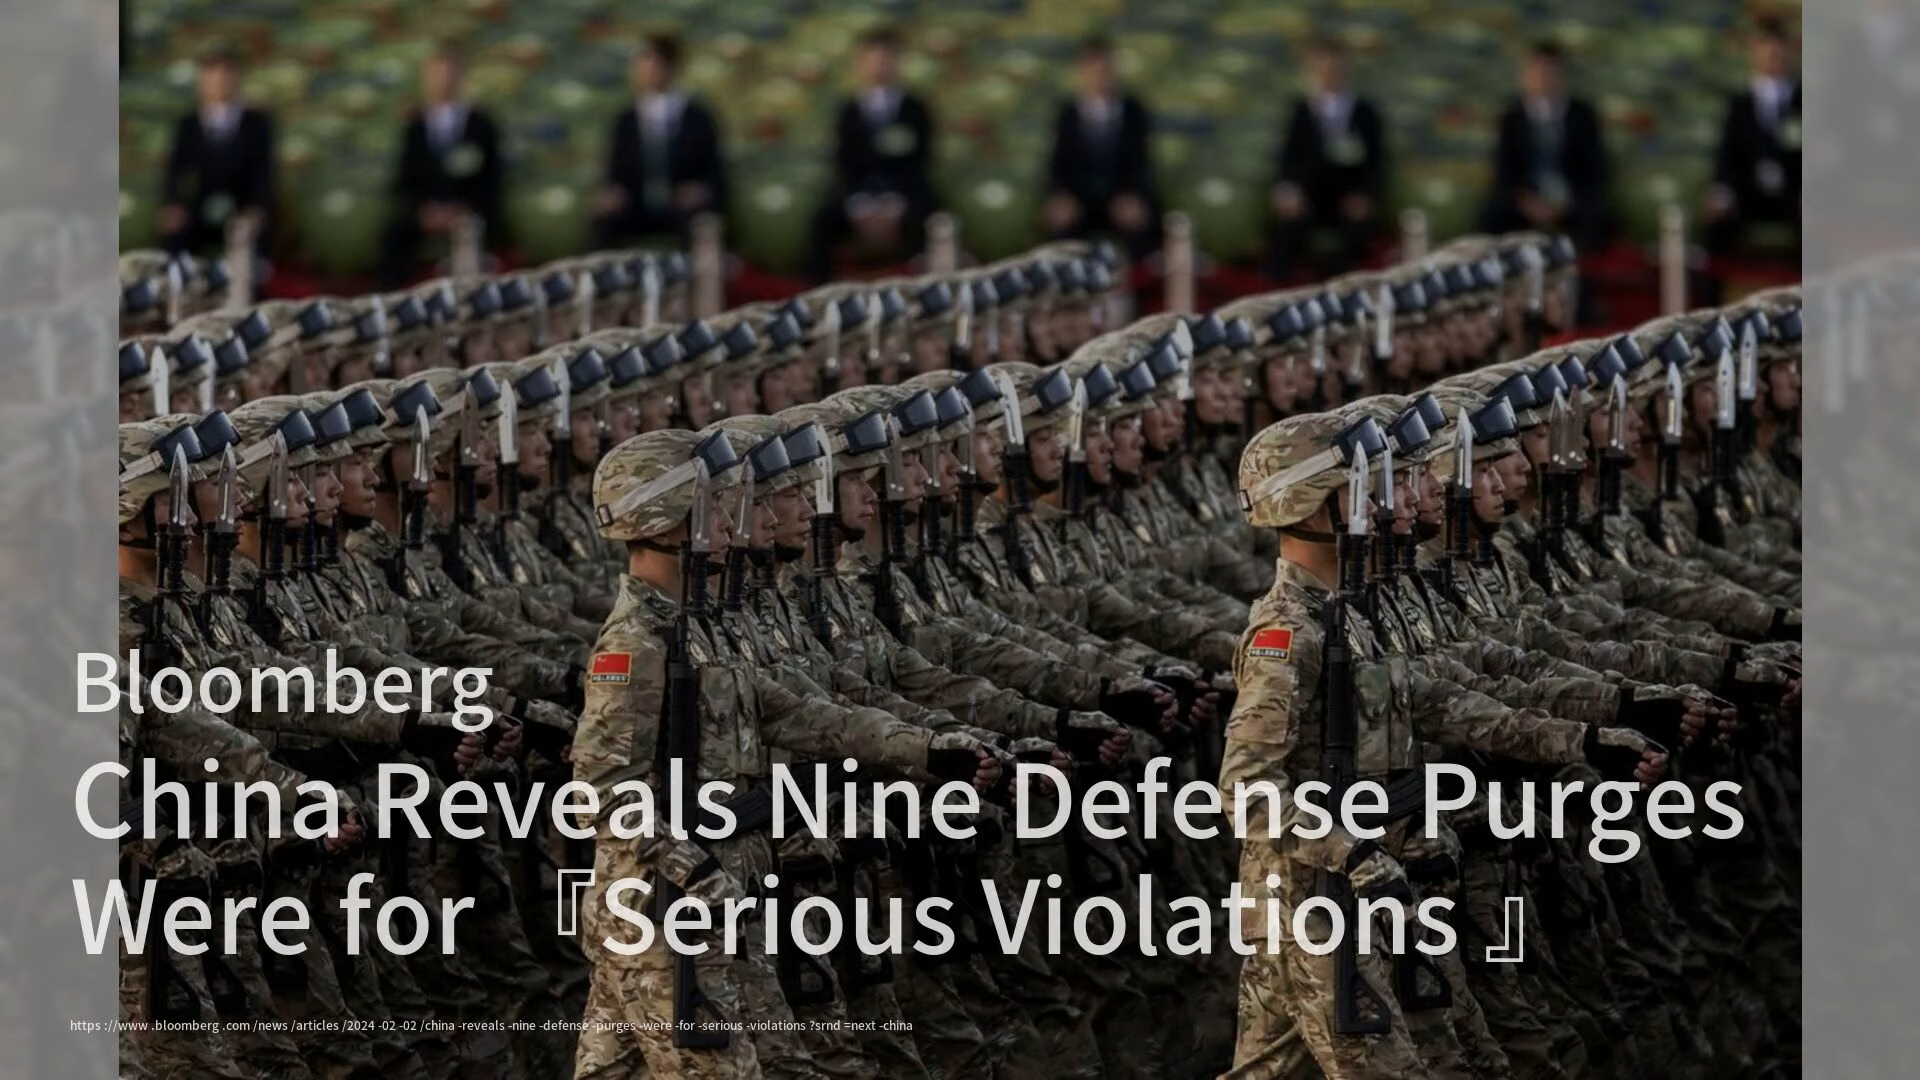 Bloomberg
China Reveals Nine Defense Purges
Were for 『Serious Violations 』
https ://www .bloomberg .com /news /articles /2024 -02 -02 /china -reveals -nine -defense -purges -were -for -serious -violations ?srnd =next -china